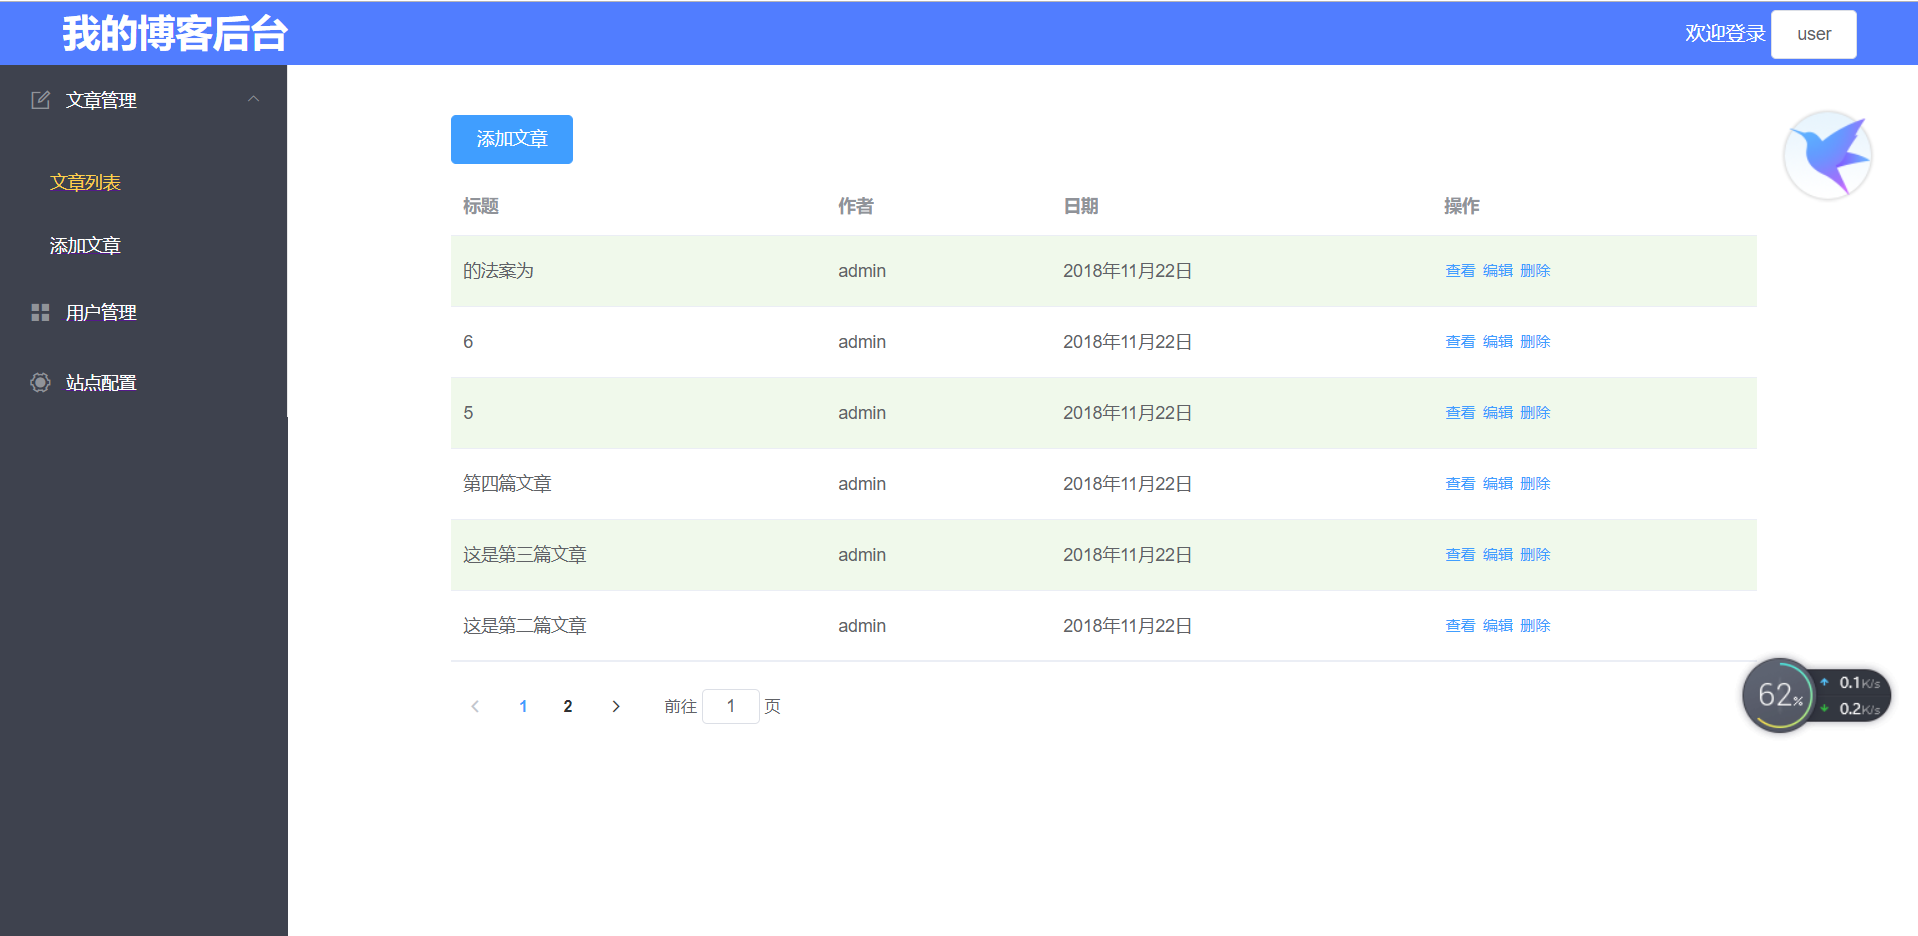 我的博客后台
欢迎登录 user
文章管理
文章列表
添加文章
用户管理
站点配置
添加文章
标题 作者 日期 操作
的法案为 admin 2018年11月22日 查看 编辑 删除
6 admin 2018年11月22日 查看 编辑 删除
5 admin 2018年11月22日 查看 编辑 删除
第四篇文章 admin 2018年11月22日 查看 编辑 删除
这是第三篇文章 admin 2018年11月22日 查看 编辑 删除
这是第二篇文章 admin 2018年11月22日 查看 编辑 删除
1 2 前往 1 页
62%
0.1K/s
0.2K/s